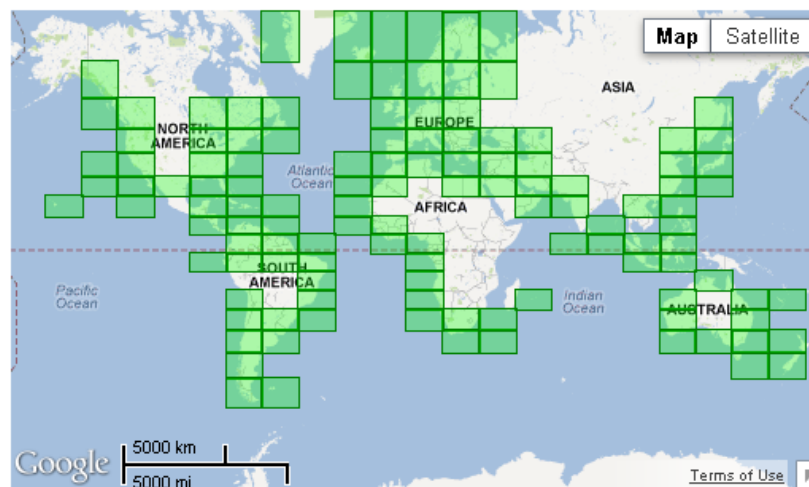 Map
Satellite
ASIA
NORTH
AMERICA
EUROPE
Atlantic
Ocean
AFRICA
SOUTH
AMERICA
Pacific
Ocean
Indian
Ocean
AUSTRALIA
5000 km
Google
5000 mi
Terms of Use